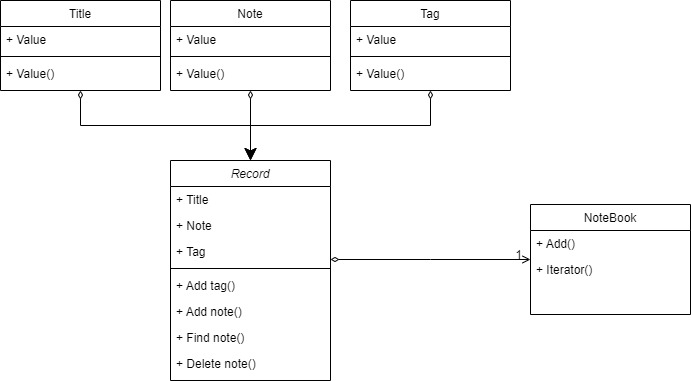 Title
+ Value
+ Value()
Note
+ Value
+ Value()
Tag
+ Value
+ Value()
Record
+ Title
+ Note
+ Tag
+ Add tag()
+ Add note()
+ Find note()
+ Delete note()
1
NoteBook
+ Add()
+ Iterator()